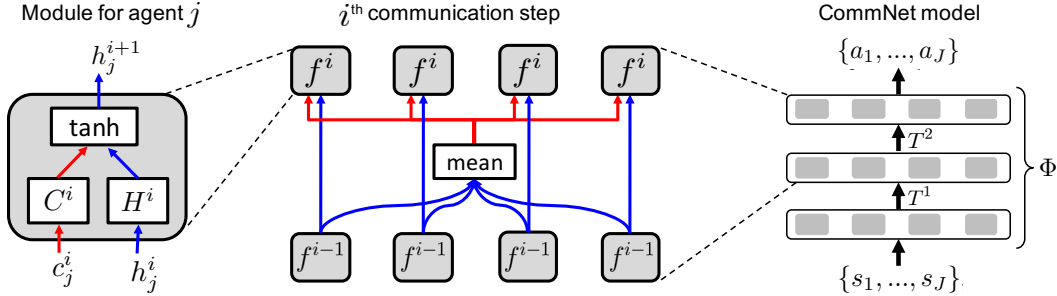 Module for agent j
h_j^{i+1}
tanh
C^i H^i
c_j^i h_j^i
i^{th} communication step
f^i f^i f^i f^i
mean
f^{i-1} f^{i-1} f^{i-1} f^{i-1}
CommNet model
{a_1, ..., a_J}
T^2
Φ
T^1
{s_1, ..., s_J}